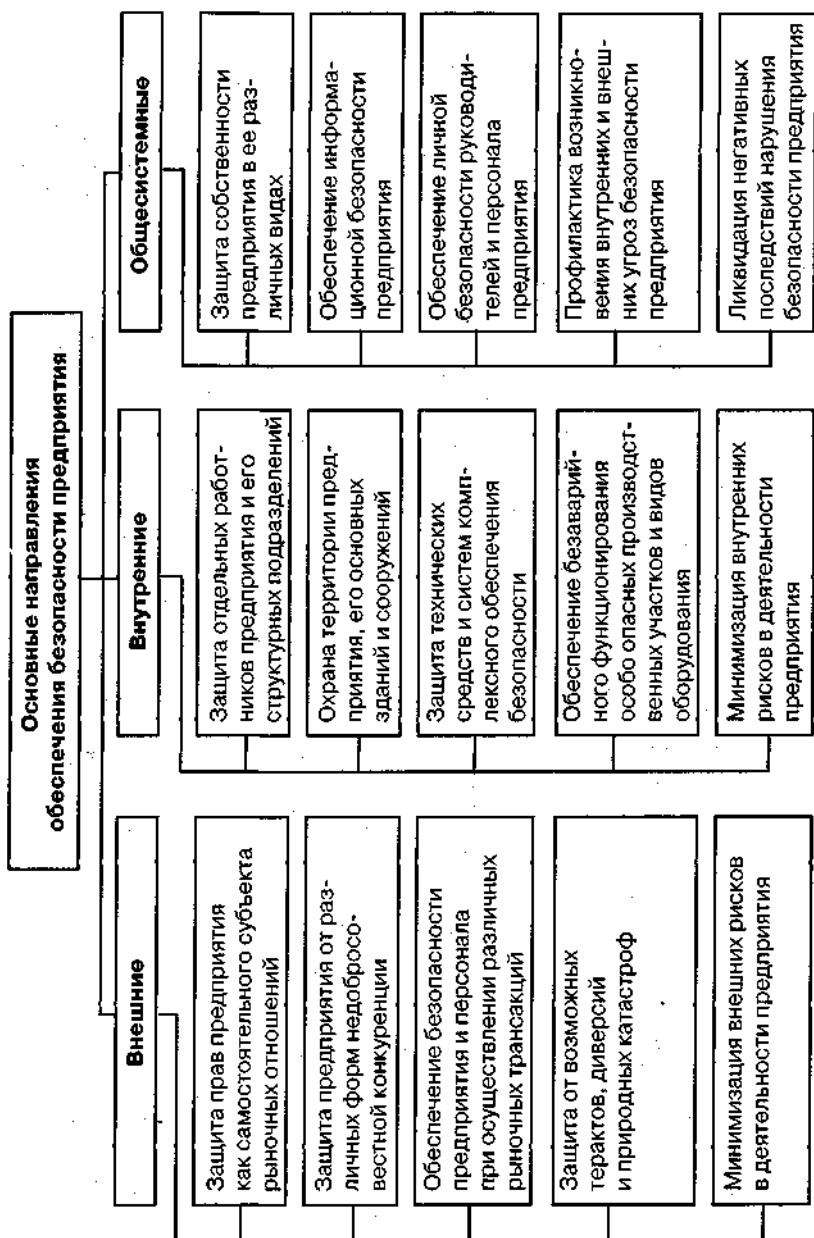 Основные направления
обеспечения безопасности предприятия
Внешние
Защита прав предприятия
как самостоятельного субъекта
рыночных отношений
Защита предприятия от раз-
личных форм недобросо-
вестной конкуренции
Обеспечение безопасности
предприятия и персонала
при осуществлении различных
рыночных трансакций
Защита от возможных
терактов, диверсий
и природных катастроф
Минимизация внешних рисков
в деятельности предприятия
Внутренние
Защита отдельных работ-
ников предприятия и его
структурных подразделений
Охрана территории пред-
приятия, его основных
зданий и сооружений
Защита технических
средств и систем комп-
лексного обеспечения
безопасности
Обеспечение безаварий-
ного функционирования
особо опасных производст-
венных участков и видов
оборудования
Минимизация внутренних
рисков в деятельности
предприятия
Общесистемные
Защита собственности
предприятия в ее раз-
личных видах
Обеспечение информа-
ционной безопасности
предприятия
Обеспечение личной
безопасности руководи-
телей и персонала
предприятия
Профилактика возникно-
вения внутренних и внеш-
них угроз безопасности
предприятия
Ликвидация негативных
последствий нарушения
безопасности предприятия